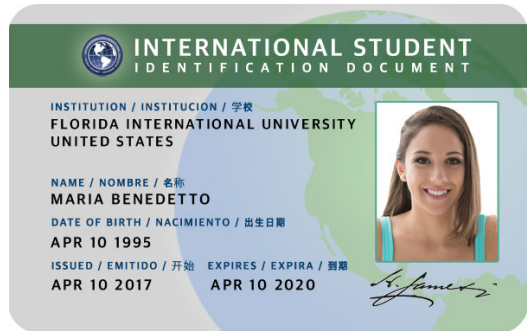 INTERNATIONAL STUDENT
IDENTIFICATION DOCUMENT
INSTITUTION / INSTITUCION / 学校
FLORIDA INTERNATIONAL UNIVERSITY
UNITED STATES
NAME / NOMBRE / 名称
MARIA BENEDETTO
DATE OF BIRTH / NACIMIENTO / 出生日期
APR 10 1995
ISSUED / EMITIDO / 开始 EXPIRES / EXPIRA / 到期
APR 10 2017 APR 10 2020